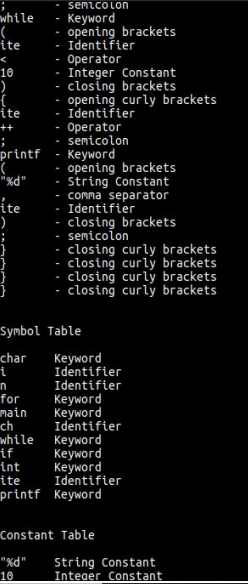 ;       - semicolon
while   - Keyword
(       - opening brackets
ite     - Identifier
<       - Operator
10      - Integer Constant
)       - closing brackets
{       - opening curly brackets
ite     - Identifier
++      - Operator
;       - semicolon
printf  - Keyword
(       - opening brackets
"%d"    - String Constant
,       - comma separator
ite     - Identifier
)       - closing brackets
;       - semicolon
}       - closing curly brackets
}       - closing curly brackets
}       - closing curly brackets
}       - closing curly brackets
Symbol Table
char    Keyword
i       Identifier
n       Identifier
for     Keyword
main    Keyword
ch      Identifier
while   Keyword
if      Keyword
int     Keyword
ite     Identifier
printf  Keyword
Constant Table
"%d"    String Constant
10      Integer Constant